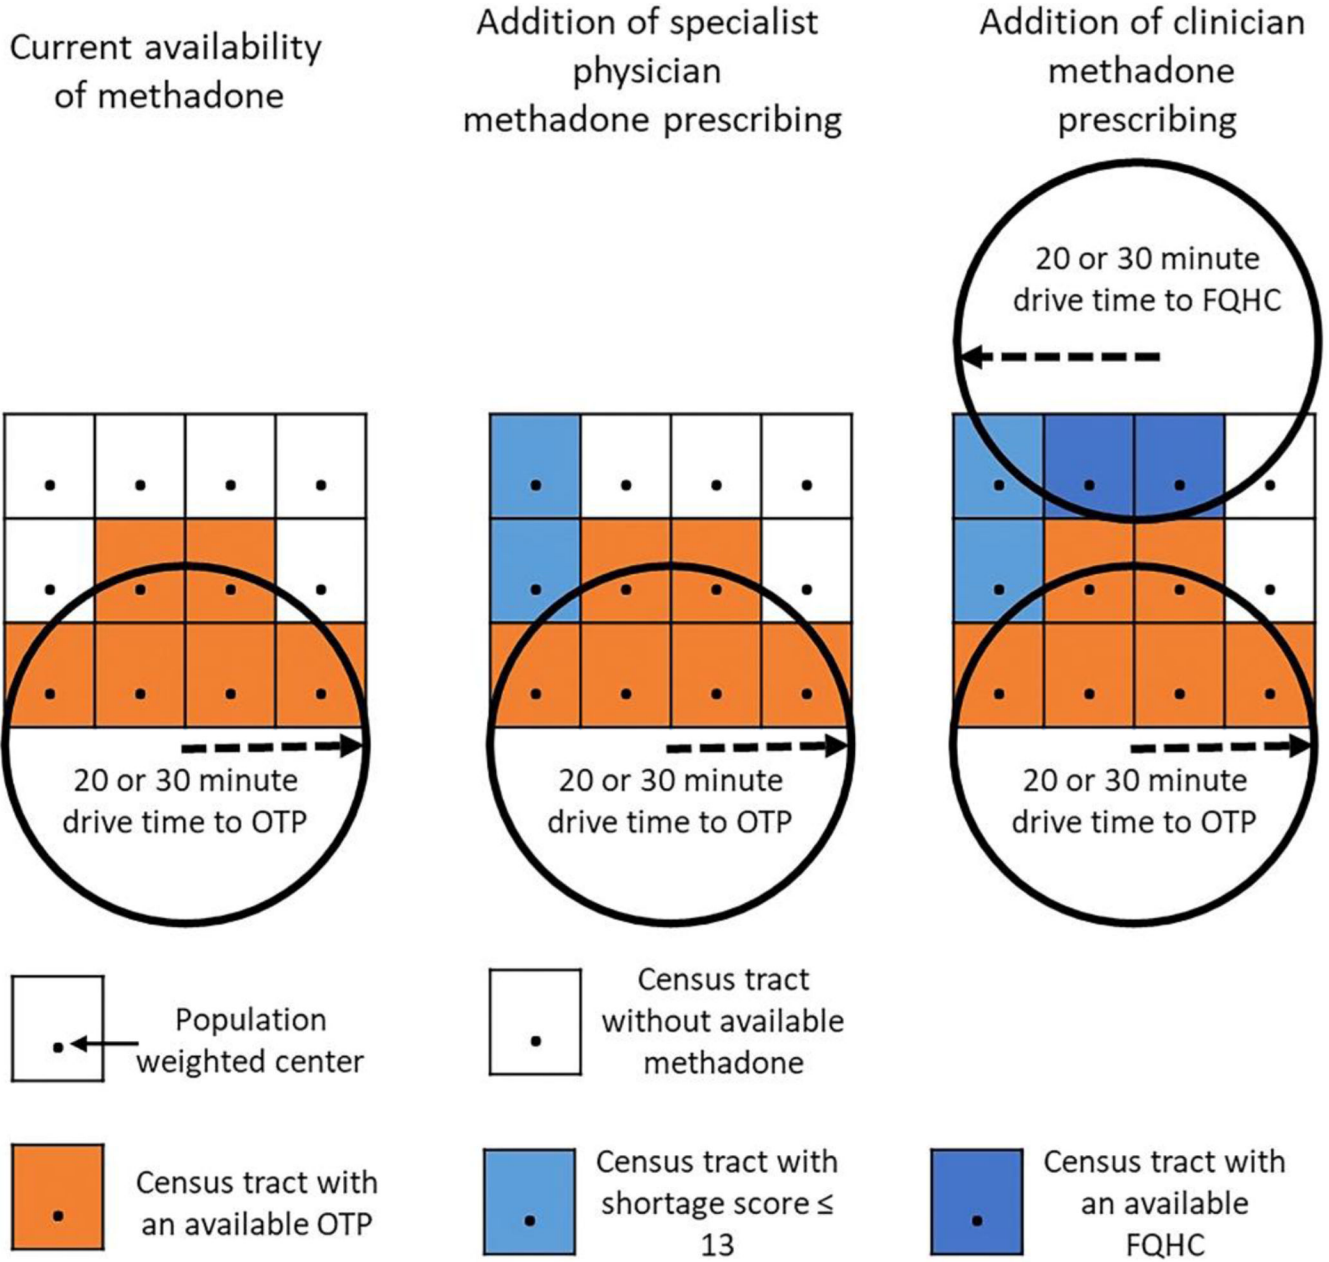 Current availability
of methadone
Addition of specialist
physician
methadone prescribing
Addition of clinician
methadone
prescribing
20 or 30 minute
drive time to FQHC
20 or 30 minute
drive time to OTP
20 or 30 minute
drive time to OTP
20 or 30 minute
drive time to OTP
Population
weighted center
Census tract
without available
methadone
Census tract with
an available OTP
Census tract with
shortage score ≤
13
Census tract with
an available
FQHC